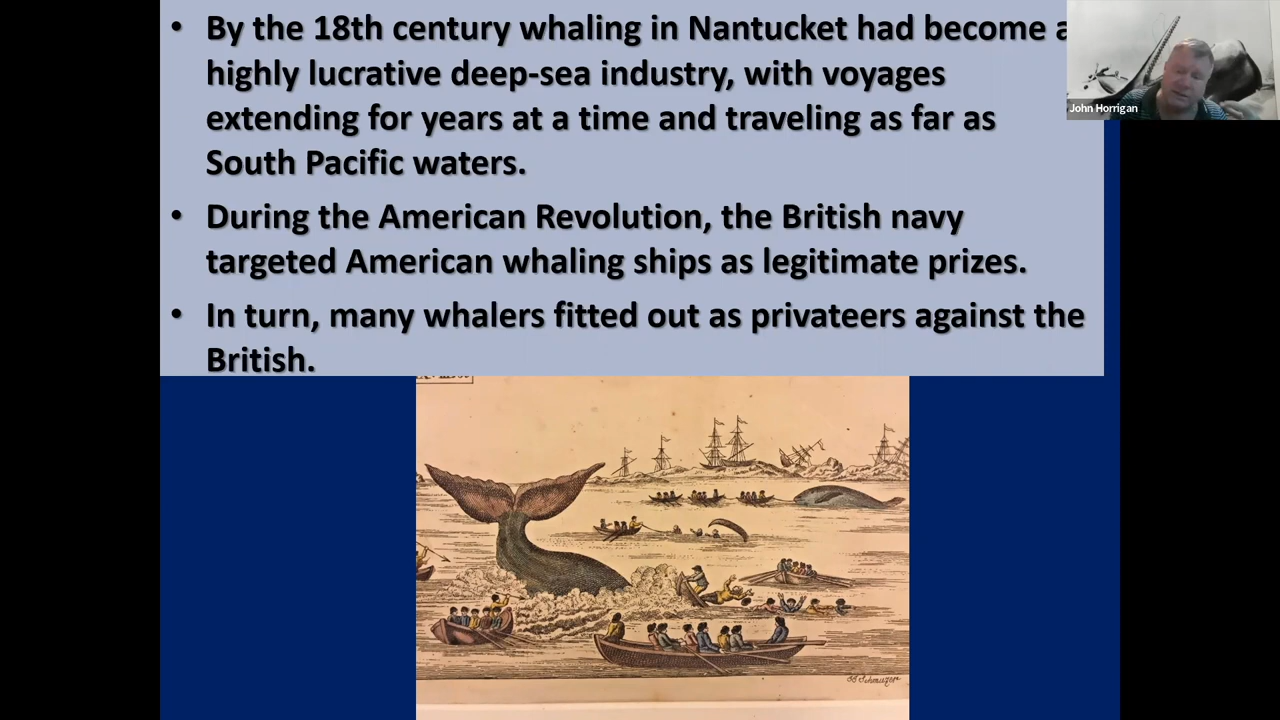 • By the 18th century whaling in Nantucket had become a
highly lucrative deep-sea industry, with voyages
extending for years at a time and traveling as far as
South Pacific waters.
• During the American Revolution, the British navy
targeted American whaling ships as legitimate prizes.
• In turn, many whalers fitted out as privateers against the
British.
John Horrigan